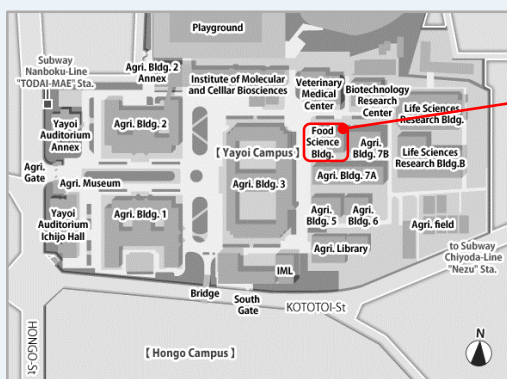 Playground
Subway
Nanboku-Line
"TODAI-MAE" Sta.
Agri. Bldg. 2
Annex
Institute of Molecular
and Celllar Biosciences
Veterinary
Medical
Center
Biotechnology
Research
Center
Life Sciences
Research Bldg.
Yayoi
Auditorium
Annex
Agri. Bldg. 2
【 Yayoi Campus 】
Food
Science
Bldg.
Agri.
Bldg.
7B
Life Sciences
Research Bldg.B
Agri.
Gate
Agri. Museum
Agri. Bldg. 3
Agri. Bldg. 7A
Yayoi
Auditorium
Ichijo Hall
Agri. Bldg. 1
Agri.
Bldg. 5
Agri.
Bldg. 6
Agri. field
Agri. Library
to Subway
Chiyoda-Line
"Nezu" Sta.
IML
Bridge
South
Gate
KOTOTOI-St
HONGO-St
【 Hongo Campus 】
N